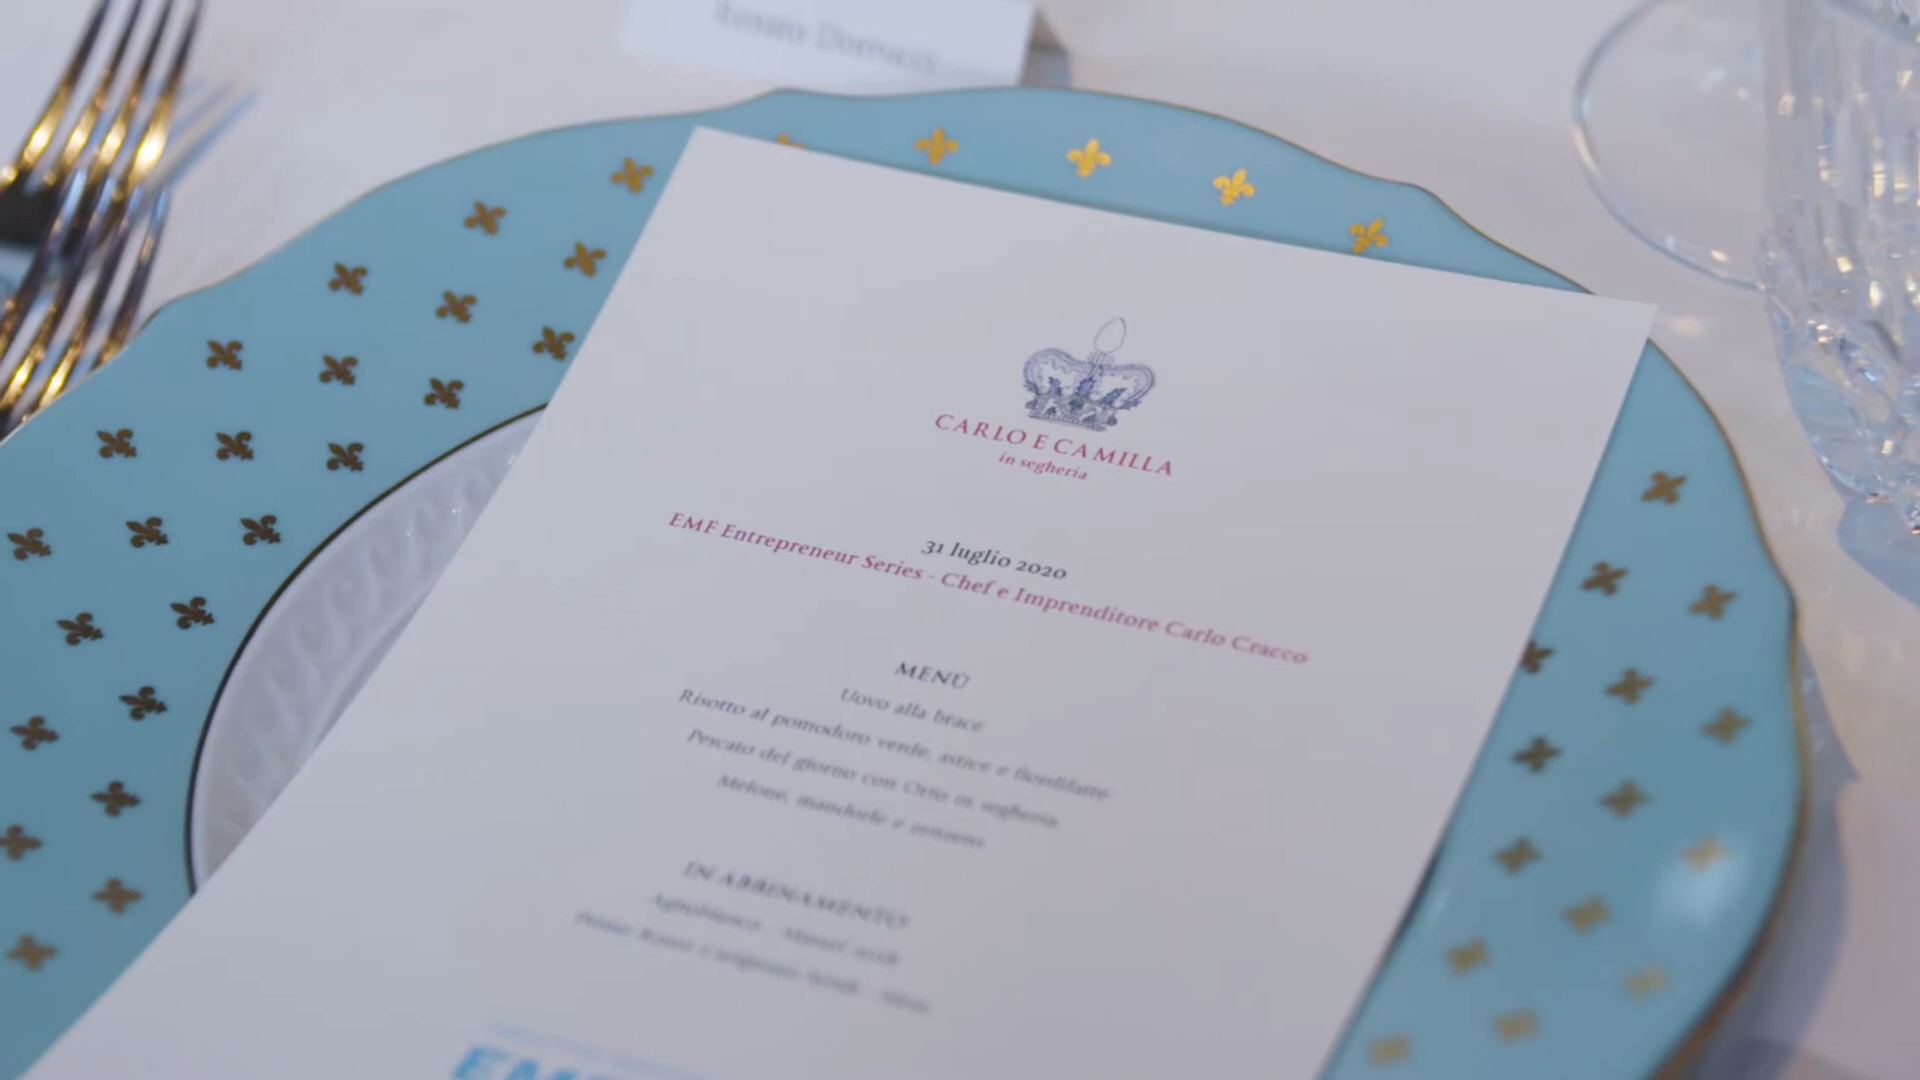 Renato
CARLO E CAMILLA
in segheria
31 luglio 2020
EMF Entrepreneur Series - Chef e Imprenditore Carlo Cracco
MENÙ
Uovo alla brace
Risotto al pomodoro verde, astice e fiordilatte
Pescato del giorno con Orto in segheria
Melone, mandorle e zenzero
IN ABBINAMENTO